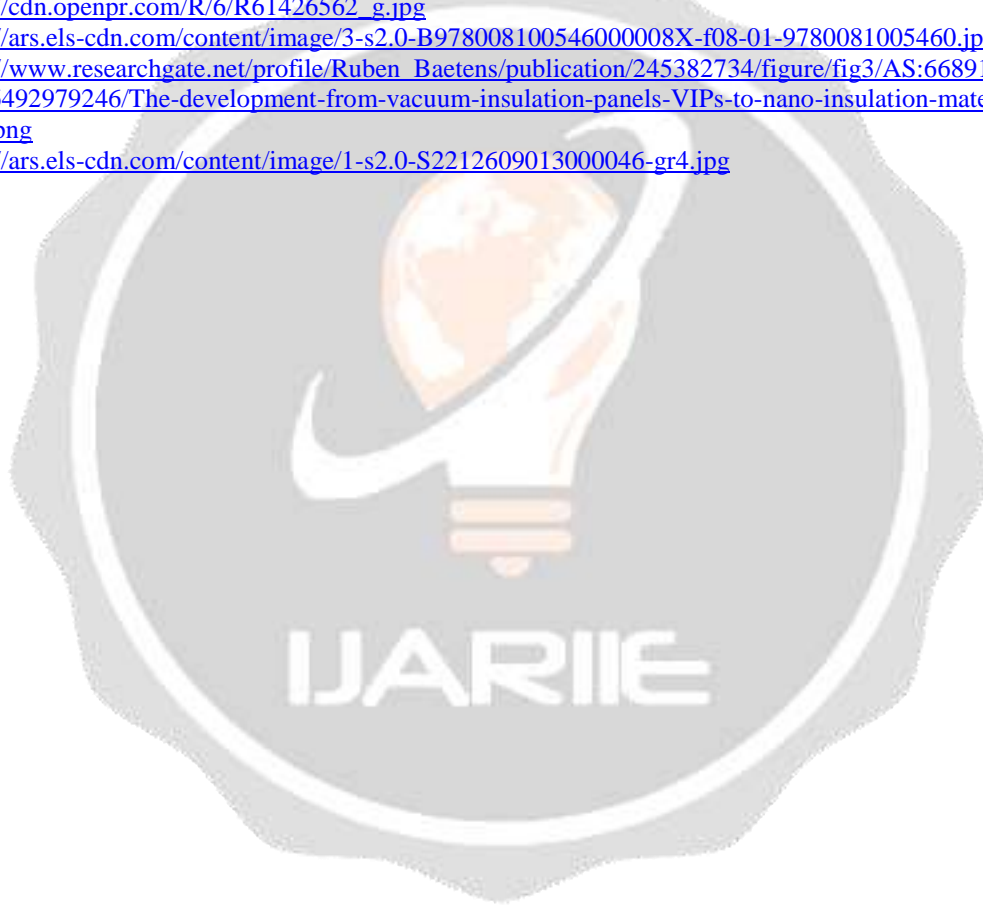 /cdn.openpr.com/R/6/R61426562_g.jpg
//ars.els-cdn.com/content/image/3-s2.0-B978008100546000008X-f08-01-9780081005460.jp
/www.researchgate.net/profile/Ruben_Baetens/publication/245382734/figure/fig3/AS:66891
492979246/The-development-from-vacuum-insulation-panels-VIPs-to-nano-insulation-mate
png
//ars.els-cdn.com/content/image/1-s2.0-S2212609013000046-gr4.jpg
IJARIIE